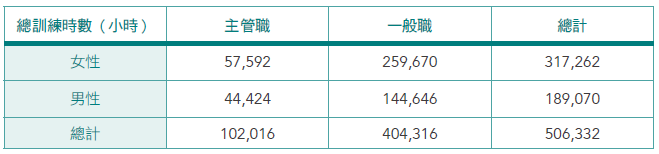 總訓練時數（小時） 主管職 一般職 總計
女性 57,592 259,670 317,262
男性 44,424 144,646 189,070
總計 102,016 404,316 506,332